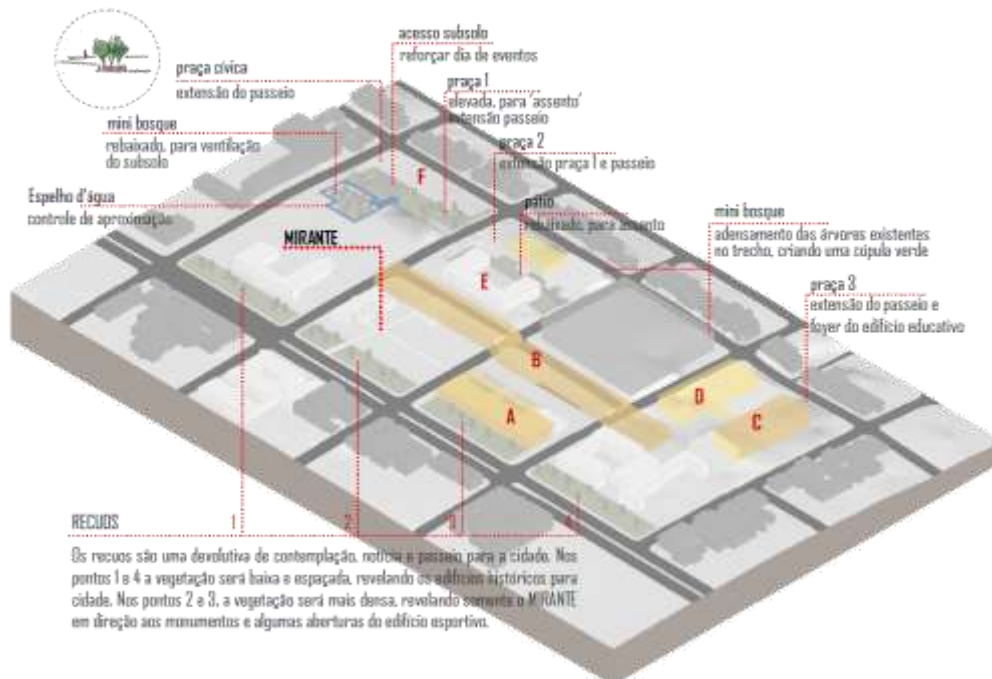 acesso subsolo
reforçar dia de eventos
praça cívica
extensão do passeio
praça 1
elevada, para 'assento'
extensão passeio
mini bosque
rebaixado, para ventilação
do subsolo
praça 2
extensão praça 1 e passeio
F
Espelho d'água
controle de aproximação
pátio
rebaixado, para assento
mini bosque
adensamento das árvores existentes
no trecho, criando uma cúpula verde
MIRANTE
E
praça 3
extensão do passeio e
foyer do edifício educativo
B
D
A
C
RECUOS
1
2
3
4
Os recuos são uma devolutiva de contemplação, notícia e passeio para a cidade. Nos
pontos 1 e 4 a vegetação será baixa e espaçada, revelando os edifícios históricos para
cidade. Nos pontos 2 e 3, a vegetação será mais densa, revelando somente o MIRANTE
em direção aos monumentos e algumas aberturas do edifício esportivo.